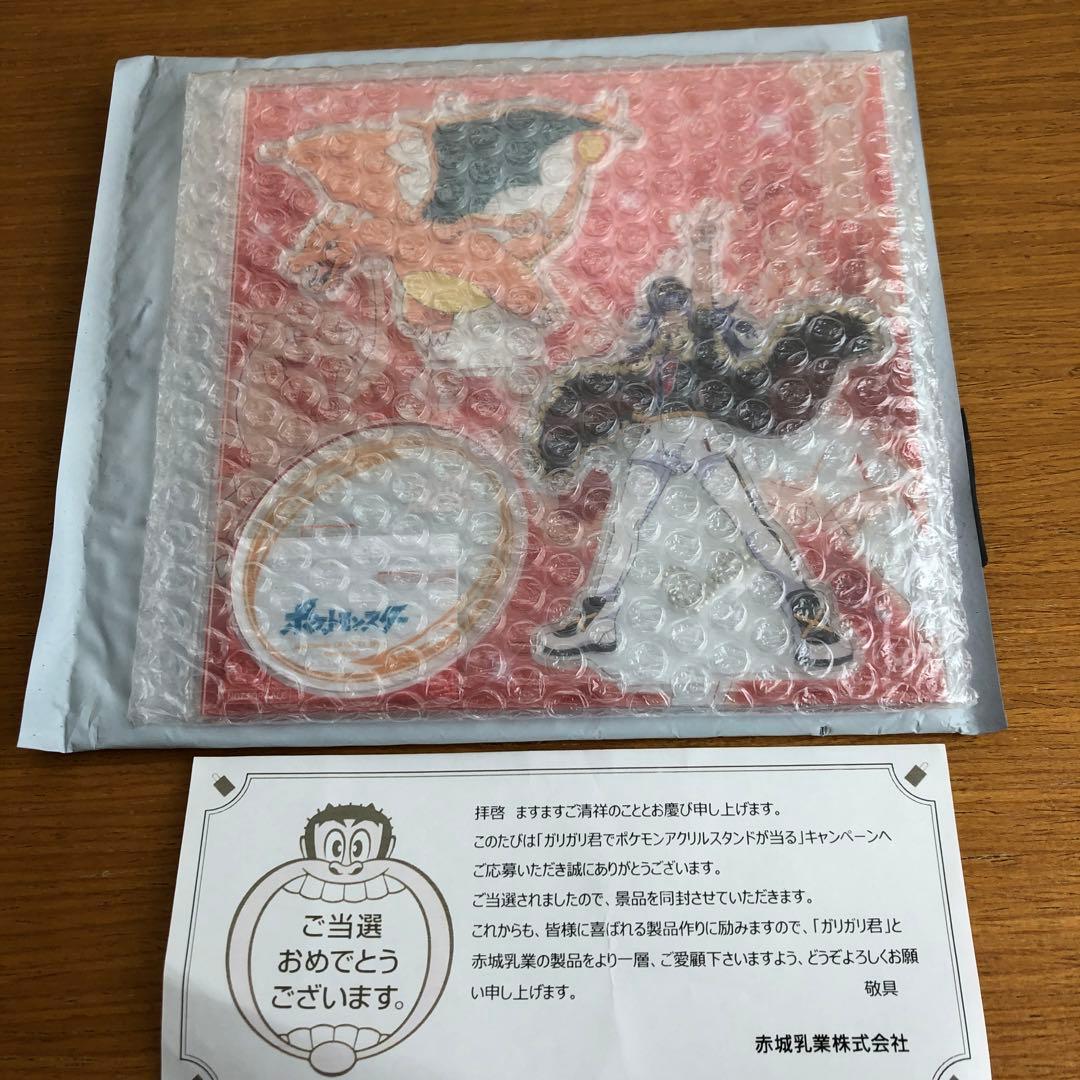 ポケットモンスター
ご当選
おめでとう
ございます。
拝啓 ますますご清祥のこととお慶び申し上げます。
このたびは「ガリガリ君でポケモンアクリルスタンドが当る」キャンペーンへ
ご応募いただき誠にありがとうございます。
ご当選されましたので、景品を同封させていただきます。
これからも、皆様に喜ばれる製品作りに励みますので、「ガリガリ君」と
赤城乳業の製品をより一層、ご愛顧下さいますよう、どうぞよろしくお願
い申し上げます。 敬具
赤城乳業株式会社